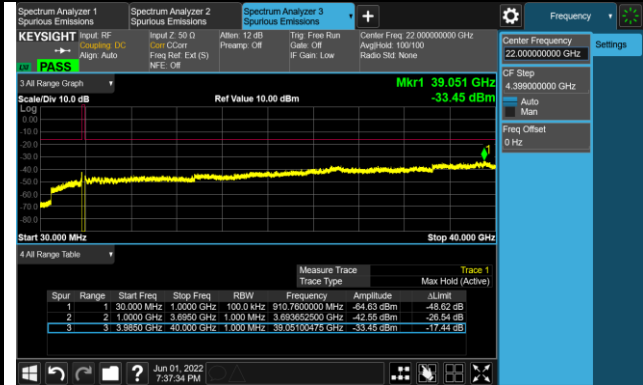 Spectrum Analyzer 1
Spurious Emissions
Spectrum Analyzer 2
Spurious Emissions
Spectrum Analyzer 3
Spurious Emissions
Frequency
KEYSIGHT
Input: RF
Coupling: DC
Align: Auto
Input Z: 50 Ω
Corr CCorr
Freq Ref: Ext (S)
NFE: Off
Atten: 12 dB
Preamp: Off
Trig: Free Run
Gate: Off
IF Gain: Low
Center Freq: 22.000000000 GHz
Avg|Hold: 100/100
Radio Std: None
PASS
Center Frequency
22.000000000 GHz
Settings
CF Step
4.399000000 GHz
Auto
Man
Freq Offset
0 Hz
3 All Range Graph
Mkr1 39.051 GHz
Scale/Div 10.0 dB
Ref Value 10.00 dBm
-33.45 dBm
Log
0.00
-10.0
-20.0
-30.0
-40.0
-50.0
-60.0
-70.0
-80.0
1
Start 30.000 MHz
Stop 40.000 GHz
4 All Range Table
Measure Trace Trace 1
Trace Type Max Hold (Active)
Spur Range Start Freq Stop Freq RBW Frequency Amplitude ΔLimit
1 1 30.000 MHz 1.0000 GHz 100.0 kHz 910.7600000 MHz -64.63 dBm -48.62 dB
2 2 1.0000 GHz 3.6950 GHz 1.000 MHz 3.693652500 GHz -42.55 dBm -26.54 dB
3 3 3.9850 GHz 40.000 GHz 1.000 MHz 39.05100475 GHz -33.45 dBm -17.44 dB
Jun 01, 2022
7:37:34 PM